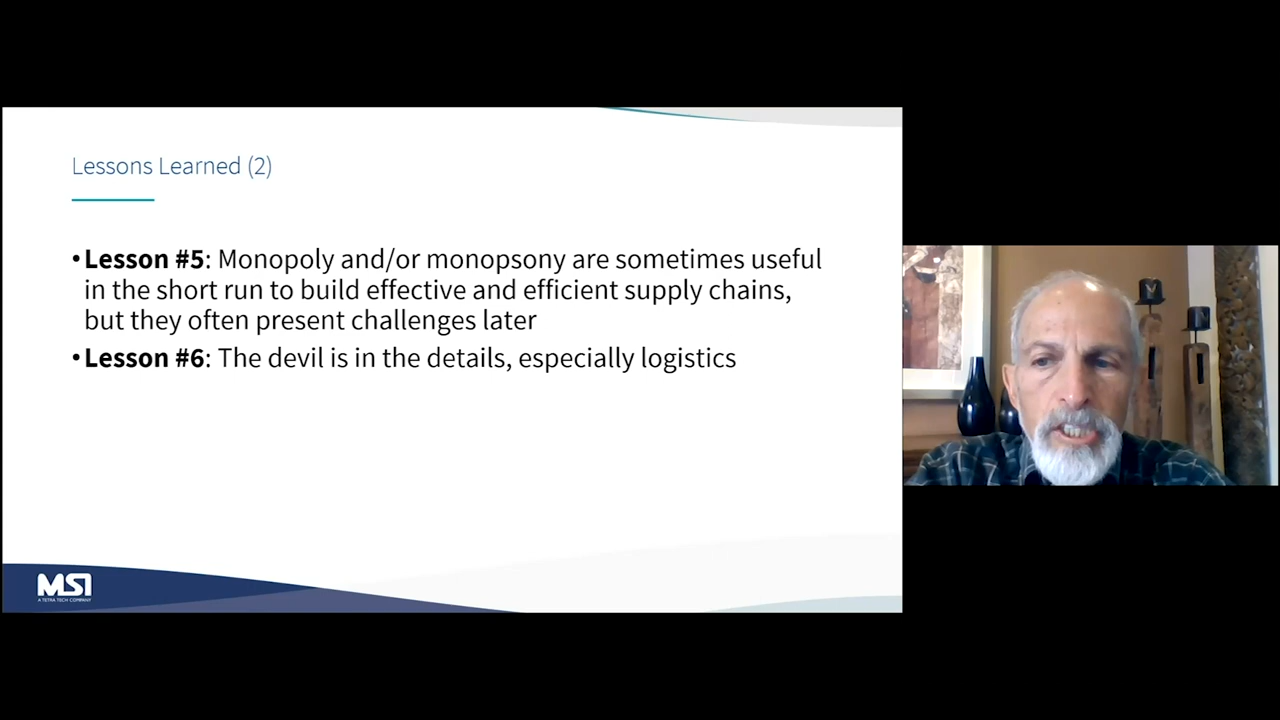 Lessons Learned (2)
•Lesson #5: Monopoly and/or monopsony are sometimes useful
in the short run to build effective and efficient supply chains,
but they often present challenges later
•Lesson #6: The devil is in the details, especially logistics
MSI
A TETRA TECH COMPANY